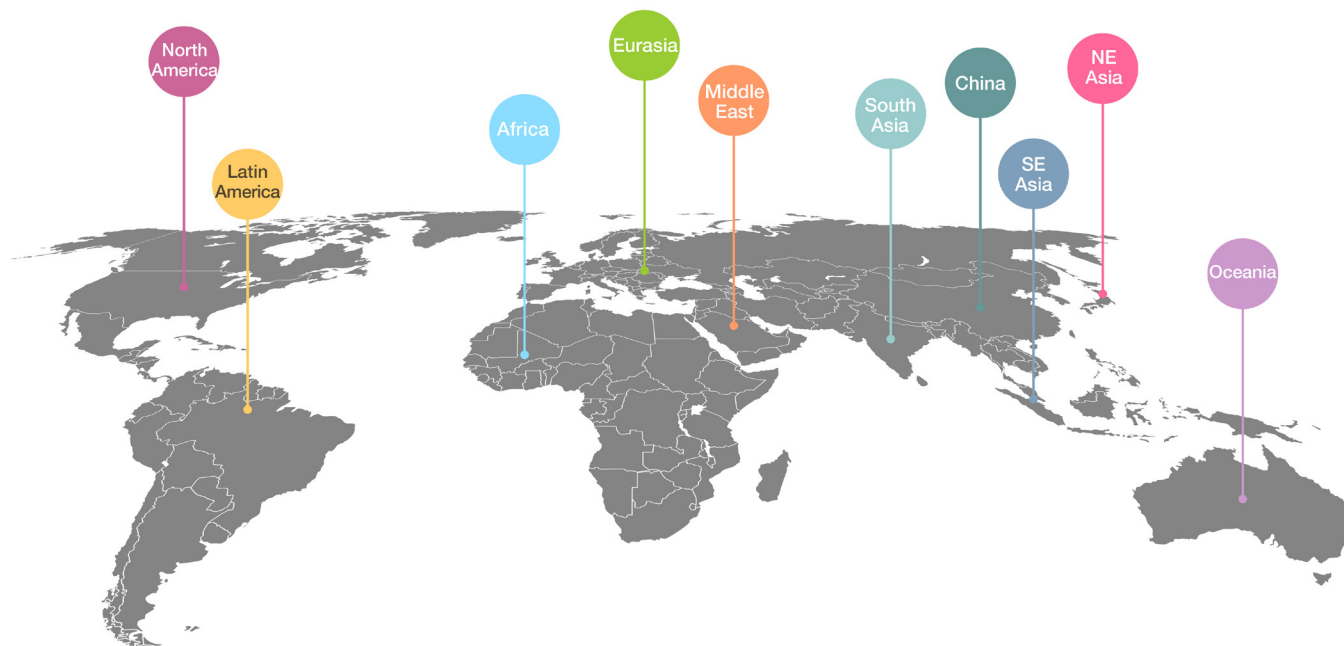 North
America
Latin
America
Africa
Eurasia
Middle
East
South
Asia
China
SE
Asia
NE
Asia
Oceania